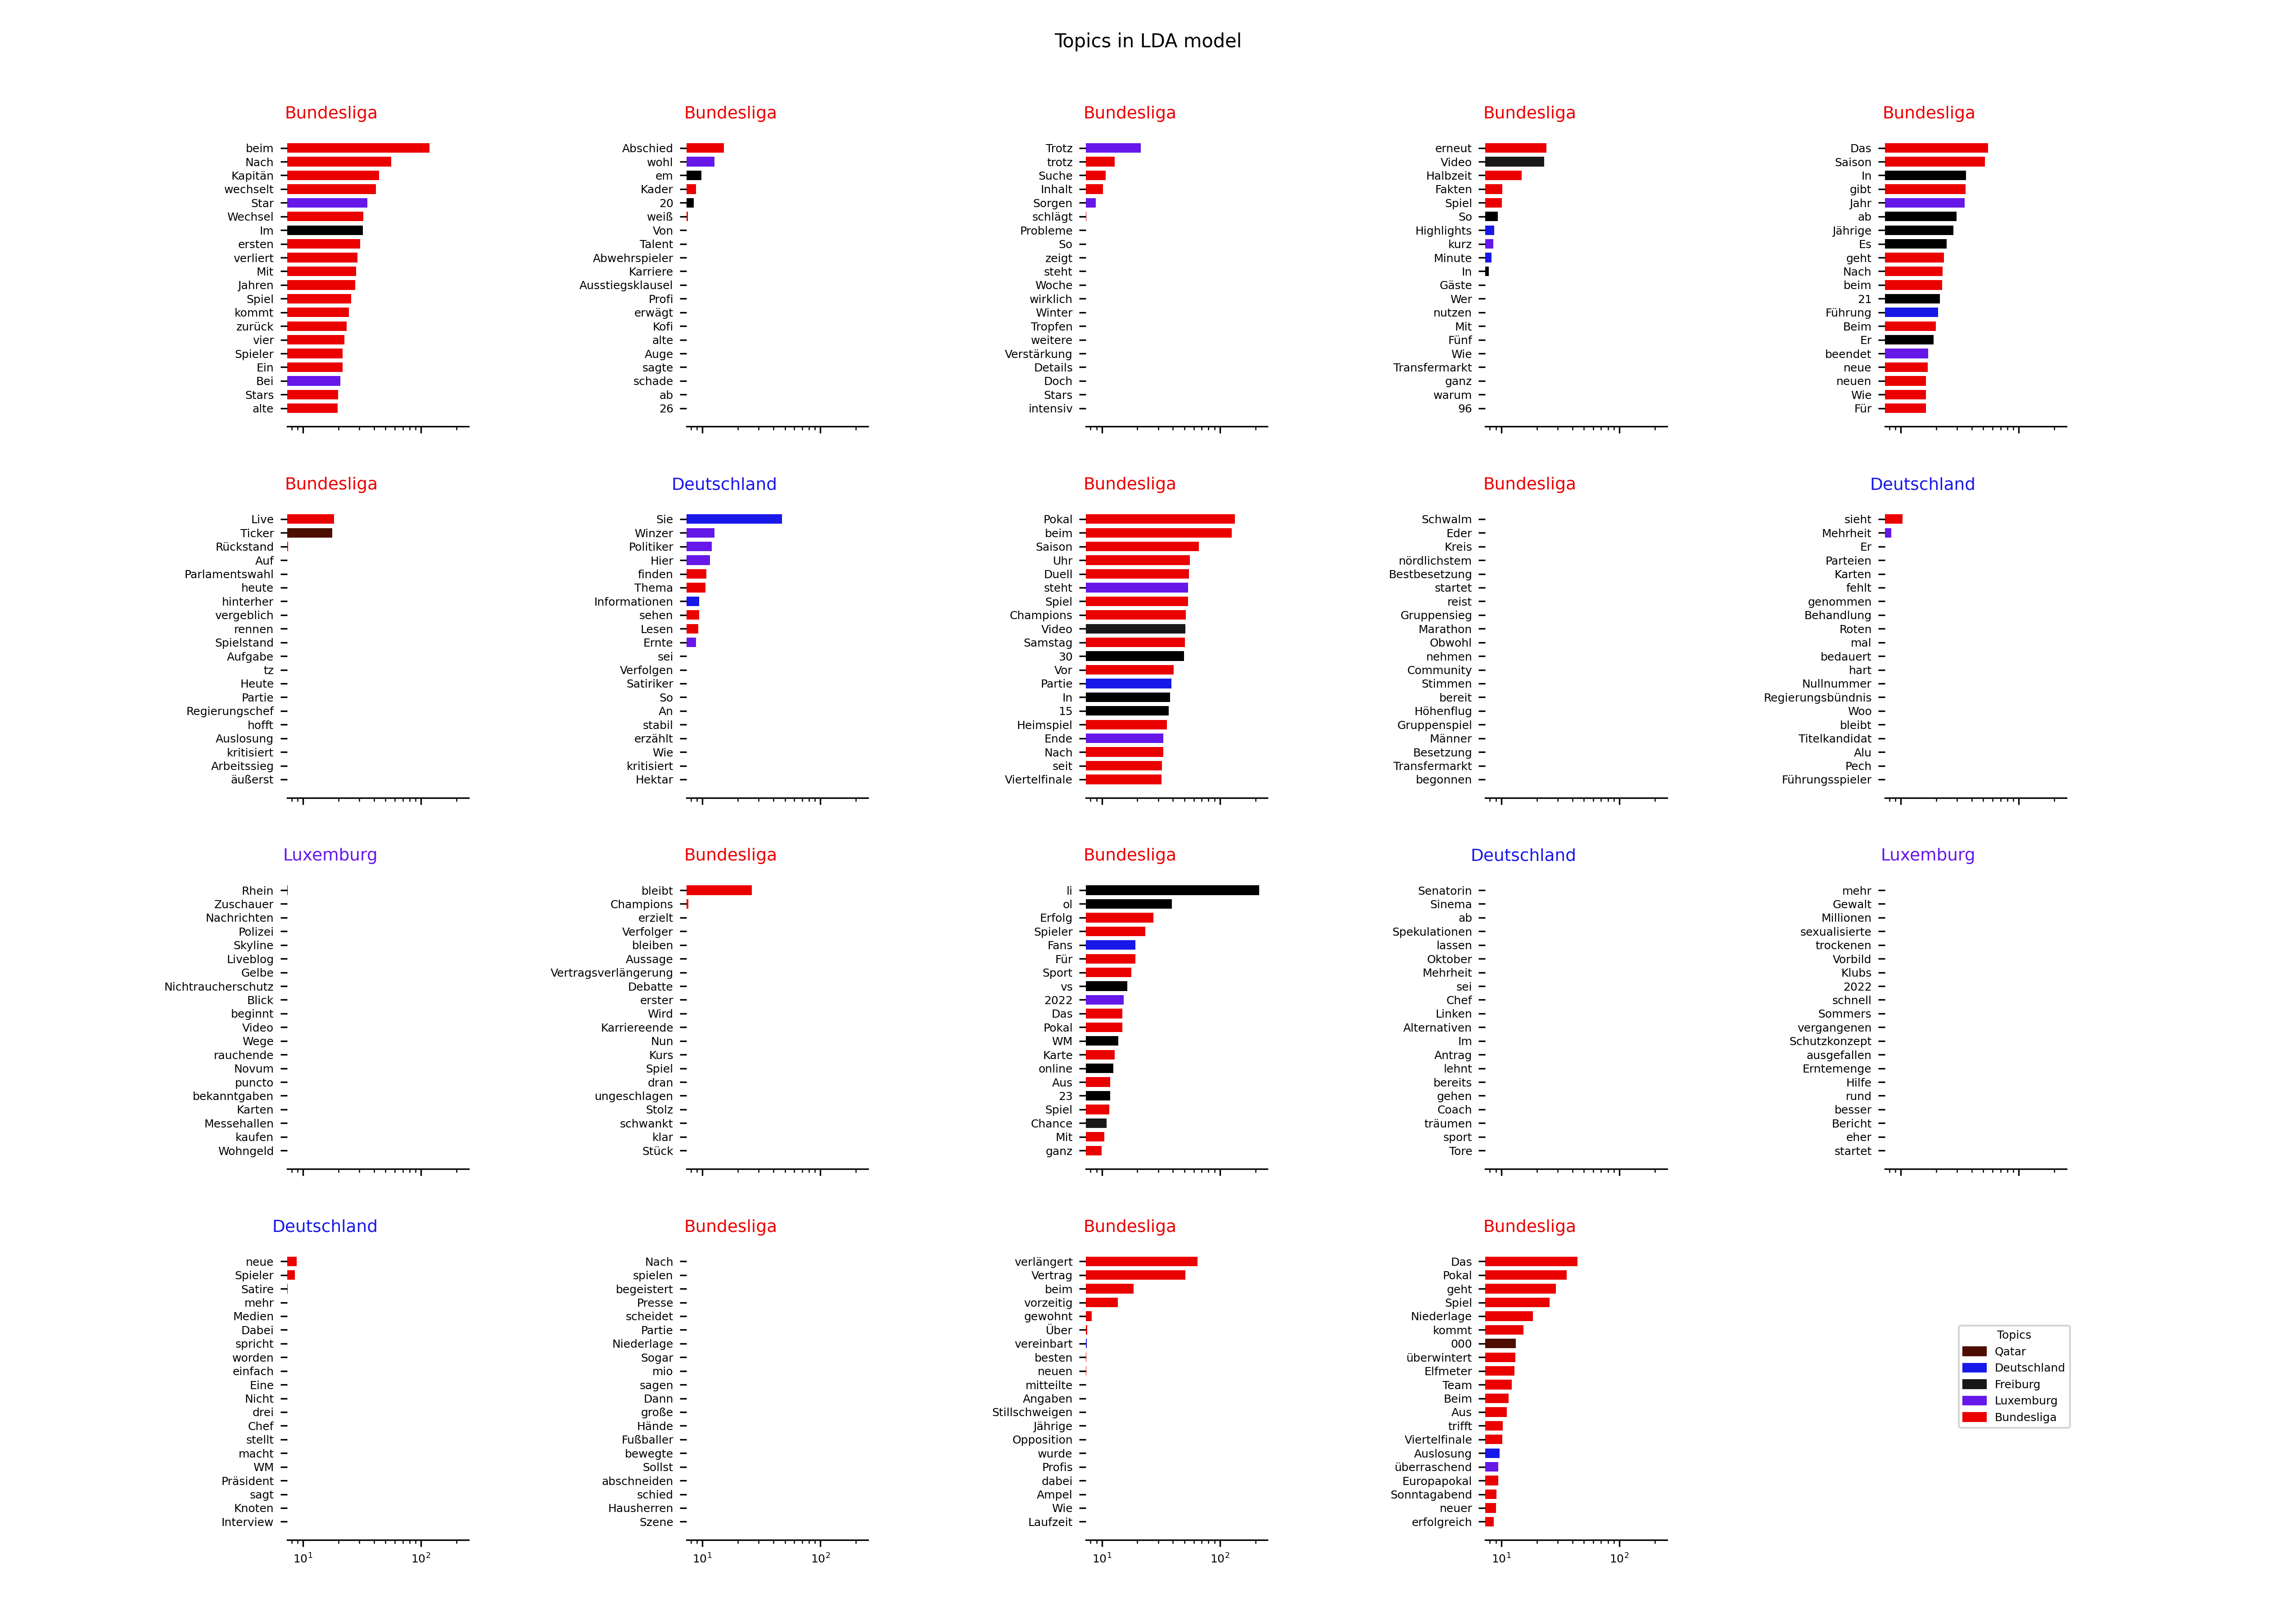 Topics in LDA model
Bundesliga
beim
Nach
Kapitän
wechselt
Star
Wechsel
Im
ersten
verliert
Mit
Jahren
Spiel
kommt
zurück
vier
Spieler
Ein
Bei
Stars
alte
Bundesliga
Abschied
wohl
em
Kader
20
weiß
Von
Talent
Abwehrspieler
Karriere
Ausstiegsklausel
Profi
erwägt
Kofi
alte
Auge
sagte
schade
ab
26
Bundesliga
Trotz
trotz
Suche
Inhalt
Sorgen
schlägt
Probleme
So
zeigt
steht
Woche
wirklich
Winter
Tropfen
weitere
Verstärkung
Details
Doch
Stars
intensiv
Bundesliga
erneut
Video
Halbzeit
Fakten
Spiel
So
Highlights
kurz
Minute
In
Gäste
Wer
nutzen
Mit
Fünf
Wie
Transfermarkt
ganz
warum
96
Bundesliga
Das
Saison
In
gibt
Jahr
ab
Jährige
Es
geht
Nach
beim
21
Führung
Beim
Er
beendet
neue
neuen
Wie
Für
Bundesliga
Live
Ticker
Rückstand
Auf
Parlamentswahl
heute
hinterher
vergeblich
rennen
Spielstand
Aufgabe
tz
Heute
Partie
Regierungschef
hofft
Auslosung
kritisiert
Arbeitssieg
äußerst
Deutschland
Sie
Winzer
Politiker
Hier
finden
Thema
Informationen
sehen
Lesen
Ernte
sei
Verfolgen
Satiriker
So
An
stabil
erzählt
Wie
kritisiert
Hektar
Bundesliga
Pokal
beim
Saison
Uhr
Duell
steht
Spiel
Champions
Video
Samstag
30
Vor
Partie
In
15
Heimspiel
Ende
Nach
seit
Viertelfinale
Bundesliga
Schwalm
Eder
Kreis
nördlichstem
Bestbesetzung
startet
reist
Gruppensieg
Marathon
Obwohl
nehmen
Community
Stimmen
bereit
Höhenflug
Gruppenspiel
Männer
Besetzung
Transfermarkt
begonnen
Deutschland
sieht
Mehrheit
Er
Parteien
Karten
fehlt
genommen
Behandlung
Roten
mal
bedauert
hart
Nullnummer
Regierungsbündnis
Woo
bleibt
Titelkandidat
Alu
Pech
Führungsspieler
Luxemburg
Rhein
Zuschauer
Nachrichten
Polizei
Skyline
Liveblog
Gelbe
Nichtraucherschutz
Blick
beginnt
Video
Wege
rauchende
Novum
puncto
bekanntgaben
Karten
Messehallen
kaufen
Wohngeld
Bundesliga
bleibt
Champions
erzielt
Verfolger
bleiben
Aussage
Vertragsverlängerung
Debatte
erster
Wird
Karriereende
Nun
Kurs
Spiel
dran
ungeschlagen
Stolz
schwankt
klar
Stück
Bundesliga
li
ol
Erfolg
Spieler
Fans
Für
Sport
vs
2022
Das
Pokal
WM
Karte
online
Aus
23
Spiel
Chance
Mit
ganz
Deutschland
Senatorin
Sinema
ab
Spekulationen
lassen
Oktober
Mehrheit
sei
Chef
Linken
Alternativen
Im
Antrag
lehnt
bereits
gehen
Coach
träumen
sport
Tore
Luxemburg
mehr
Gewalt
Millionen
sexualisierte
trockenen
Vorbild
Klubs
2022
schnell
Sommers
vergangenen
Schutzkonzept
ausgefallen
Erntemenge
Hilfe
rund
besser
Bericht
eher
startet
Deutschland
neue
Spieler
Satire
mehr
Medien
Dabei
spricht
worden
einfach
Eine
Nicht
drei
Chef
stellt
macht
WM
Präsident
sagt
Knoten
Interview
10¹ 10²
Bundesliga
Nach
spielen
begeistert
Presse
scheidet
Partie
Niederlage
Sogar
mio
sagen
Dann
große
Hände
Fußballer
bewegte
Sollst
abschneiden
schied
Hausherren
Szene
10¹ 10²
Bundesliga
verlängert
Vertrag
beim
vorzeitig
gewohnt
Über
vereinbart
besten
neuen
mitteilte
Angaben
Stillschweigen
Jährige
Opposition
wurde
Profis
dabei
Ampel
Wie
Laufzeit
10¹ 10²
Bundesliga
Das
Pokal
geht
Spiel
Niederlage
kommt
000
überwintert
Elfmeter
Team
Beim
Aus
trifft
Viertelfinale
Auslosung
überraschend
Europapokal
Sonntagabend
neuer
erfolgreich
10¹ 10²
Topics
Qatar
Deutschland
Freiburg
Luxemburg
Bundesliga